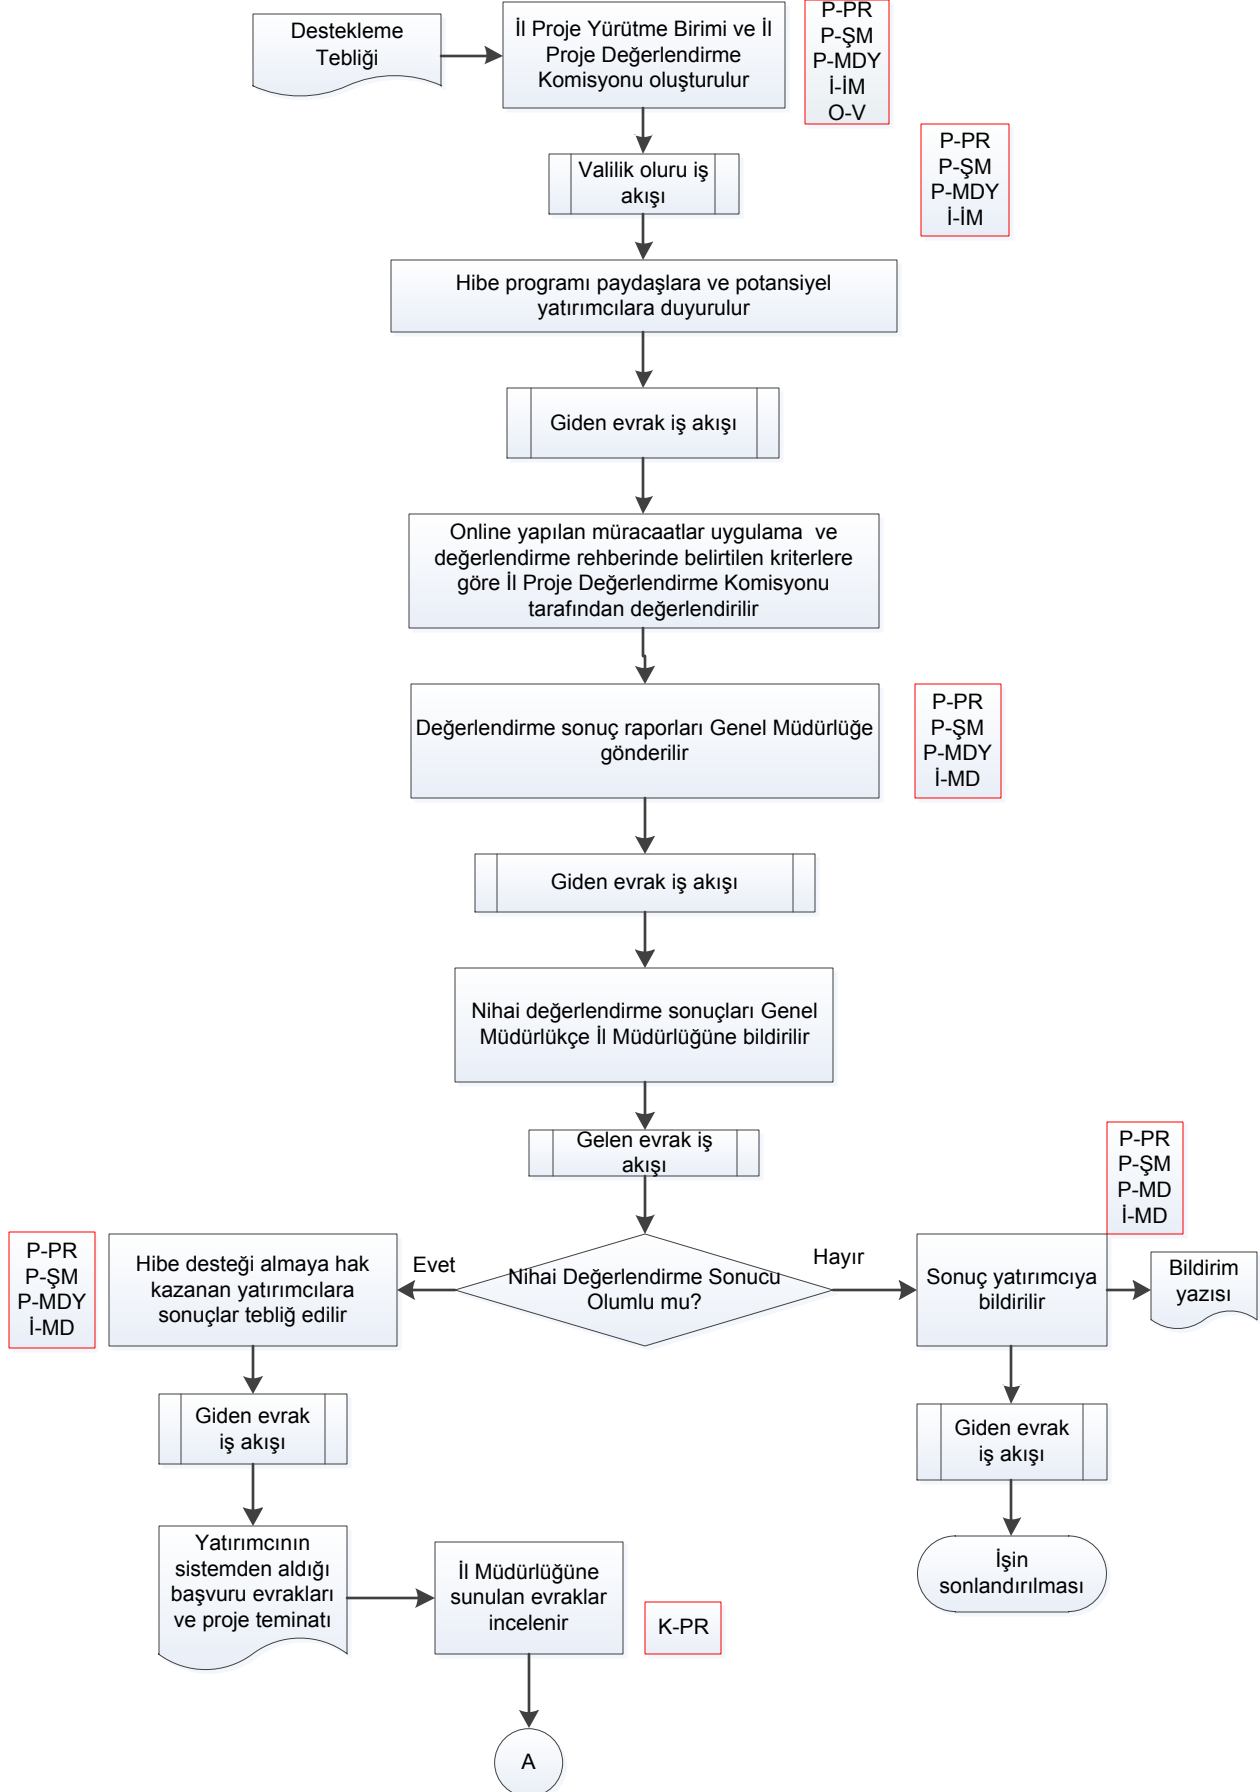 Destekleme
Tebliği
İl Proje Yürütme Birimi ve İl
Proje Değerlendirme
Komisyonu oluşturulur
P-PR
P-ŞM
P-MDY
İ-İM
O-V
Valilik oluru iş
akışı
P-PR
P-ŞM
P-MDY
İ-İM
Hibe programı paydaşlara ve potansiyel
yatırımcılara duyurulur
Giden evrak iş akışı
Online yapılan müracaatlar uygulama  ve
değerlendirme rehberinde belirtilen kriterlere
göre İl Proje Değerlendirme Komisyonu
tarafından değerlendirilir
Değerlendirme sonuç raporları Genel Müdürlüğe
gönderilir
P-PR
P-ŞM
P-MDY
İ-MD
Giden evrak iş akışı
Nihai değerlendirme sonuçları Genel
Müdürlükçe İl Müdürlüğüne bildirilir
Gelen evrak iş
akışı
P-PR
P-ŞM
P-MD
İ-MD
P-PR
P-ŞM
P-MDY
İ-MD
Hibe desteği almaya hak
kazanan yatırımcılara
sonuçlar tebliğ edilir
Evet
Nihai Değerlendirme Sonucu
Olumlu mu?
Hayır
Sonuç yatırımcıya
bildirilir
Bildirim
yazısı
Giden evrak
iş akışı
Giden evrak
iş akışı
Yatırımcının
sistemden aldığı
başvuru evrakları
ve proje teminatı
İl Müdürlüğüne
sunulan evraklar
incelenir
K-PR
İşin
sonlandırılması
A